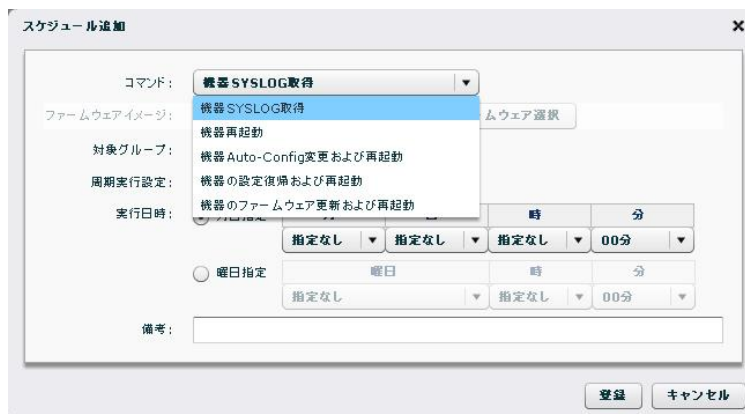 スケジュール追加
コマンド:
機器SYSLOG取得
機器SYSLOG取得
ファームウェアイメージ:
ムウェア選択
機器再起動
対象グループ:
機器Auto-Config変更および再起動
周期実行設定:
機器の設定復帰および再起動
機器のファームウェア更新および再起動
実行日時:
時 分
指定なし 指定なし 指定なし 00分
曜日指定 曜日 時 分
指定なし 指定なし 00分
備考:
登録 キャンセル